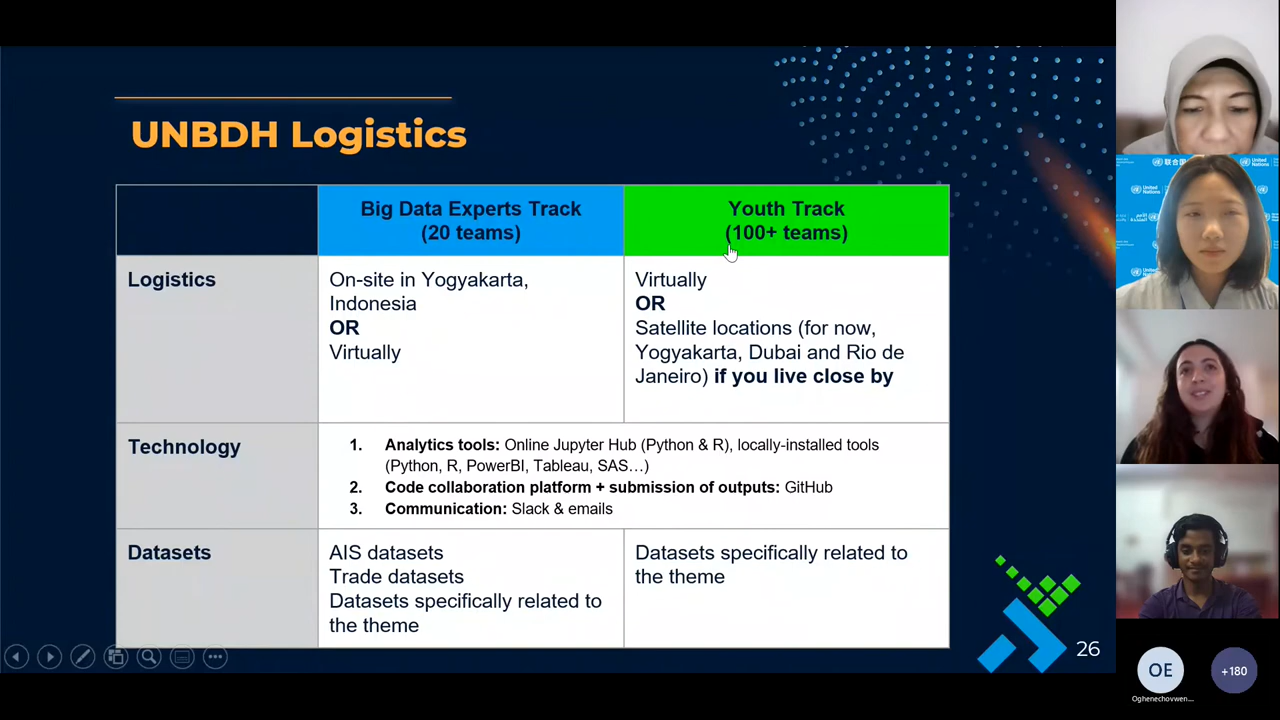 UNBDH Logistics
Big Data Experts Track
(20 teams)
Youth Track
(100+ teams)
Logistics
On-site in Yogyakarta,
Indonesia
OR
Virtually
Virtually
OR
Satellite locations (for now,
Yogyakarta, Dubai and Rio de
Janeiro) if you live close by
Technology
1. Analytics tools: Online Jupyter Hub (Python & R), locally-installed tools
(Python, R, PowerBI, Tableau, SAS…)
2. Code collaboration platform + submission of outputs: GitHub
3. Communication: Slack & emails
Datasets
AIS datasets
Trade datasets
Datasets specifically related to
the theme
Datasets specifically related to
the theme
26
United
Nations
OE
+180
Oghenechovwen...